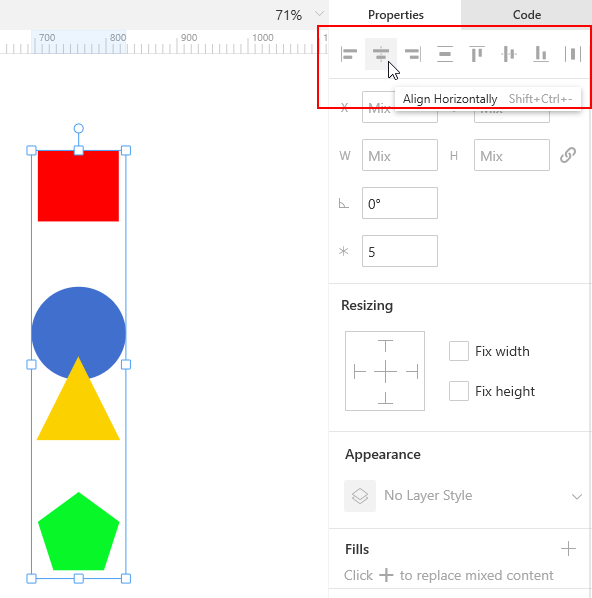 71%
Properties
Code
700
800
900
1000
Align Horizontally Shift+Ctrl+-
X Mix
W Mix H Mix
0°
5
Resizing
Fix width
Fix height
Appearance
No Layer Style
Fills
Click + to replace mixed content